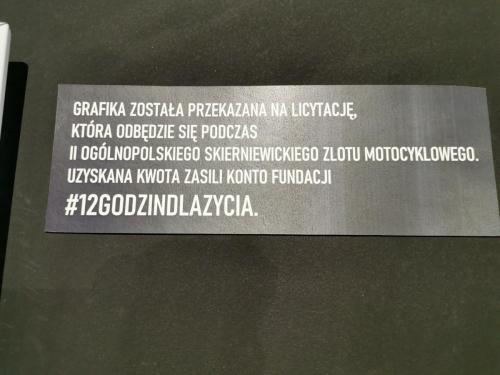 GRAFIKA ZOSTAŁA PRZEKAZANA NA LICYTACJĘ,
KTÓRA ODBĘDZIE SIĘ PODCZAS
II OGÓLNOPOLSKIEGO SKIERNIEWICKIEGO ZLOTU MOTOCYKLOWEGO.
UZYSKANA KWOTA ZASILI KONTO FUNDACJI
#12GODZINDLAZYCIA.